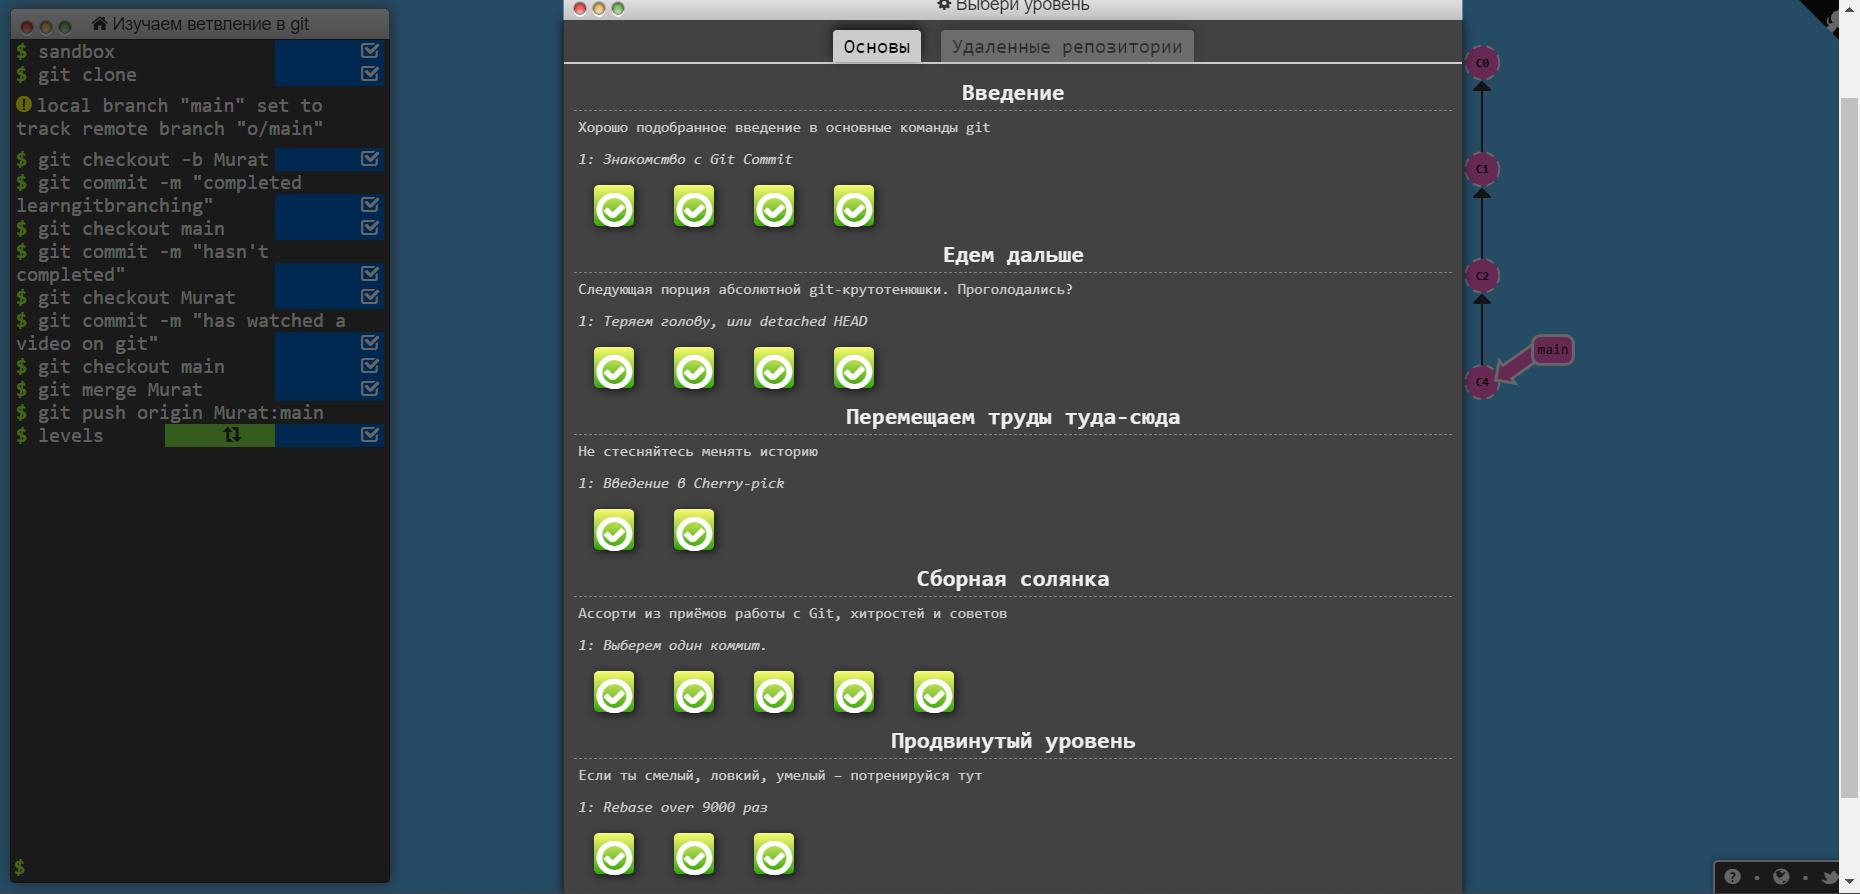 Изучаем ветвление в git
$ sandbox
$ git clone
local branch "main" set to
track remote branch "o/main"
$ git checkout -b Murat
$ git commit -m "completed
learngitbranching"
$ git checkout main
$ git commit -m "hasn't
completed"
$ git checkout Murat
$ git commit -m "has watched a
video on git"
$ git checkout main
$ git merge Murat
$ git push origin Murat:main
$ levels
$
Выбери уровень
Основы
Удаленные репозитории
Введение
Хорошо подобранное введение в основные команды git
1: Знакомство с Git Commit
Едем дальше
Следующая порция абсолютной git-крутотенюшки. Проголодались?
1: Теряем голову, или detached HEAD
Перемещаем труды туда-сюда
Не стесняйтесь менять историю
1: Введение в Cherry-pick
Сборная солянка
Ассорти из приёмов работы с Git, хитростей и советов
1: Выберем один коммит.
Продвинутый уровень
Если ты смелый, ловкий, умелый — потренируйся тут
1: Rebase over 9000 раз
C0
C1
C2
main
C4